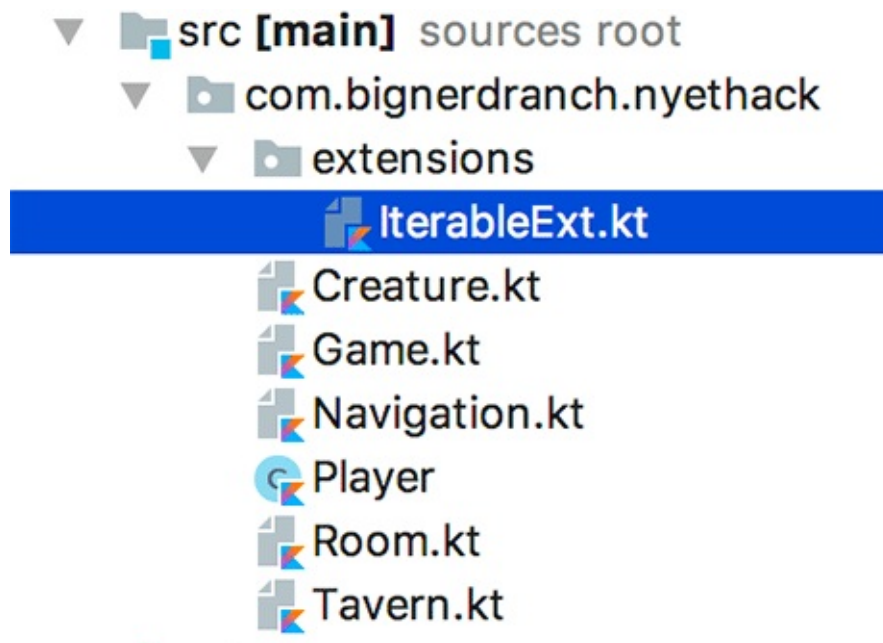 src [main] sources root
com.bignerdranch.nyethack
extensions
IterableExt.kt
Creature.kt
Game.kt
Navigation.kt
Player
Room.kt
Tavern.kt